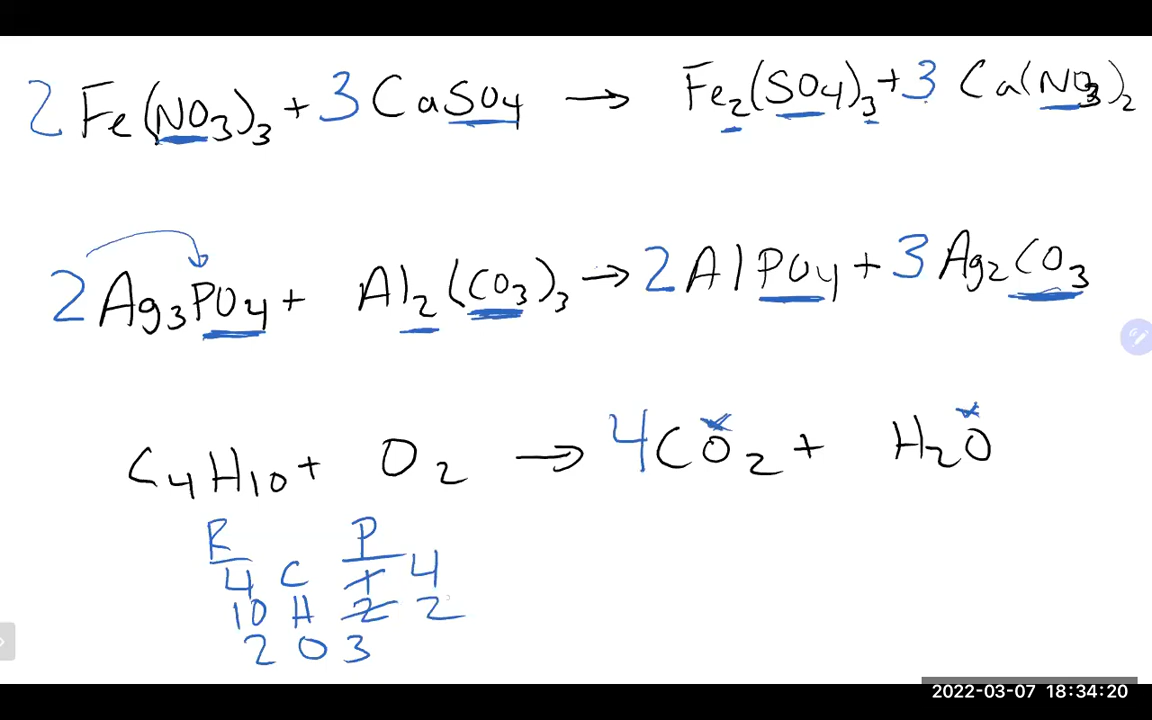 2 Fe(NO3)3 + 3 CaSO4 → Fe2(SO4)3 + 3 Ca(NO3)2
2 Ag3PO4 + Al2(CO3)3 → 2 AlPO4 + 3 Ag2CO3
C4H10 + O2 → 4 CO2 + H2O
R P
4 C 1 4
10 H 2 2
2 O 3
2022-03-07 18:34:20